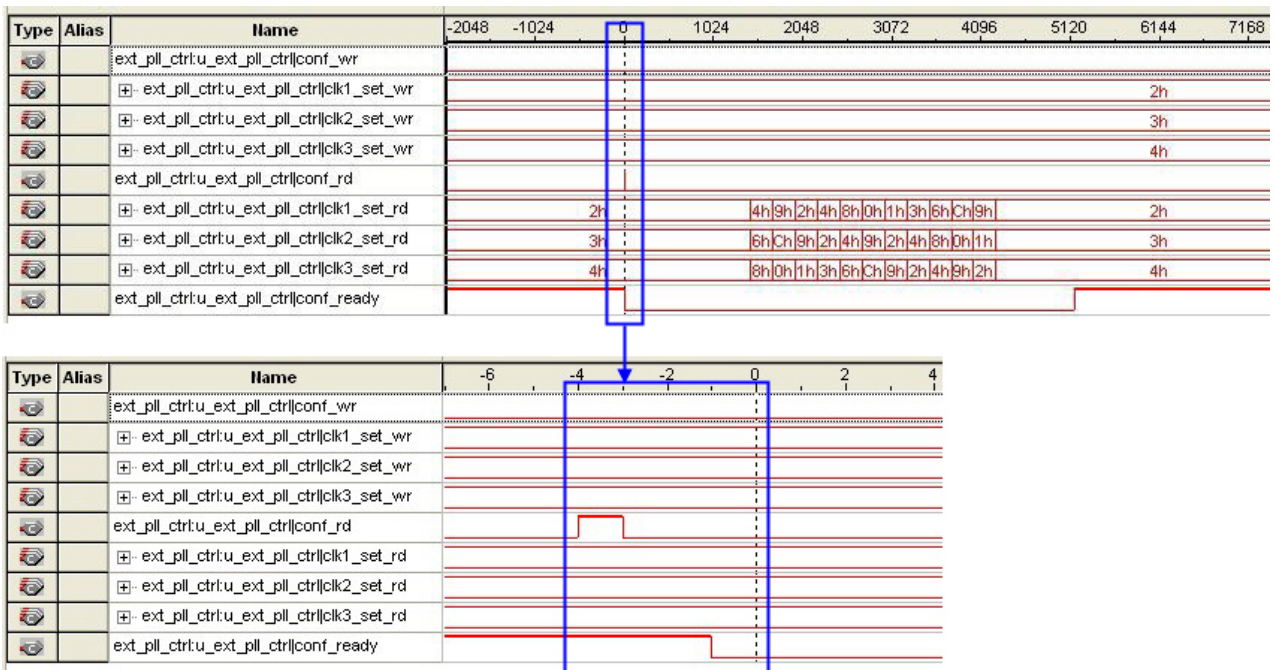 Type Alias Name -2048 -1024 0 1024 2048 3072 4096 5120 6144 7168
ext_pll_ctrl:u_ext_pll_ctrl|conf_wr
ext_pll_ctrl:u_ext_pll_ctrl|clk1_set_wr 2h
ext_pll_ctrl:u_ext_pll_ctrl|clk2_set_wr 3h
ext_pll_ctrl:u_ext_pll_ctrl|clk3_set_wr 4h
ext_pll_ctrl:u_ext_pll_ctrl|conf_rd
ext_pll_ctrl:u_ext_pll_ctrl|clk1_set_rd 2h 4h 9h 2h 4h 8h 0h 1h 3h 6h Ch 9h 2h
ext_pll_ctrl:u_ext_pll_ctrl|clk2_set_rd 3h 6h Ch 9h 2h 4h 9h 2h 4h 8h 0h 1h 3h
ext_pll_ctrl:u_ext_pll_ctrl|clk3_set_rd 4h 8h 0h 1h 3h 6h Ch 9h 2h 4h 9h 2h 4h
ext_pll_ctrl:u_ext_pll_ctrl|conf_ready
Type Alias Name -6 -4 -2 0 2 4
ext_pll_ctrl:u_ext_pll_ctrl|conf_wr
ext_pll_ctrl:u_ext_pll_ctrl|clk1_set_wr
ext_pll_ctrl:u_ext_pll_ctrl|clk2_set_wr
ext_pll_ctrl:u_ext_pll_ctrl|clk3_set_wr
ext_pll_ctrl:u_ext_pll_ctrl|conf_rd
ext_pll_ctrl:u_ext_pll_ctrl|clk1_set_rd
ext_pll_ctrl:u_ext_pll_ctrl|clk2_set_rd
ext_pll_ctrl:u_ext_pll_ctrl|clk3_set_rd
ext_pll_ctrl:u_ext_pll_ctrl|conf_ready